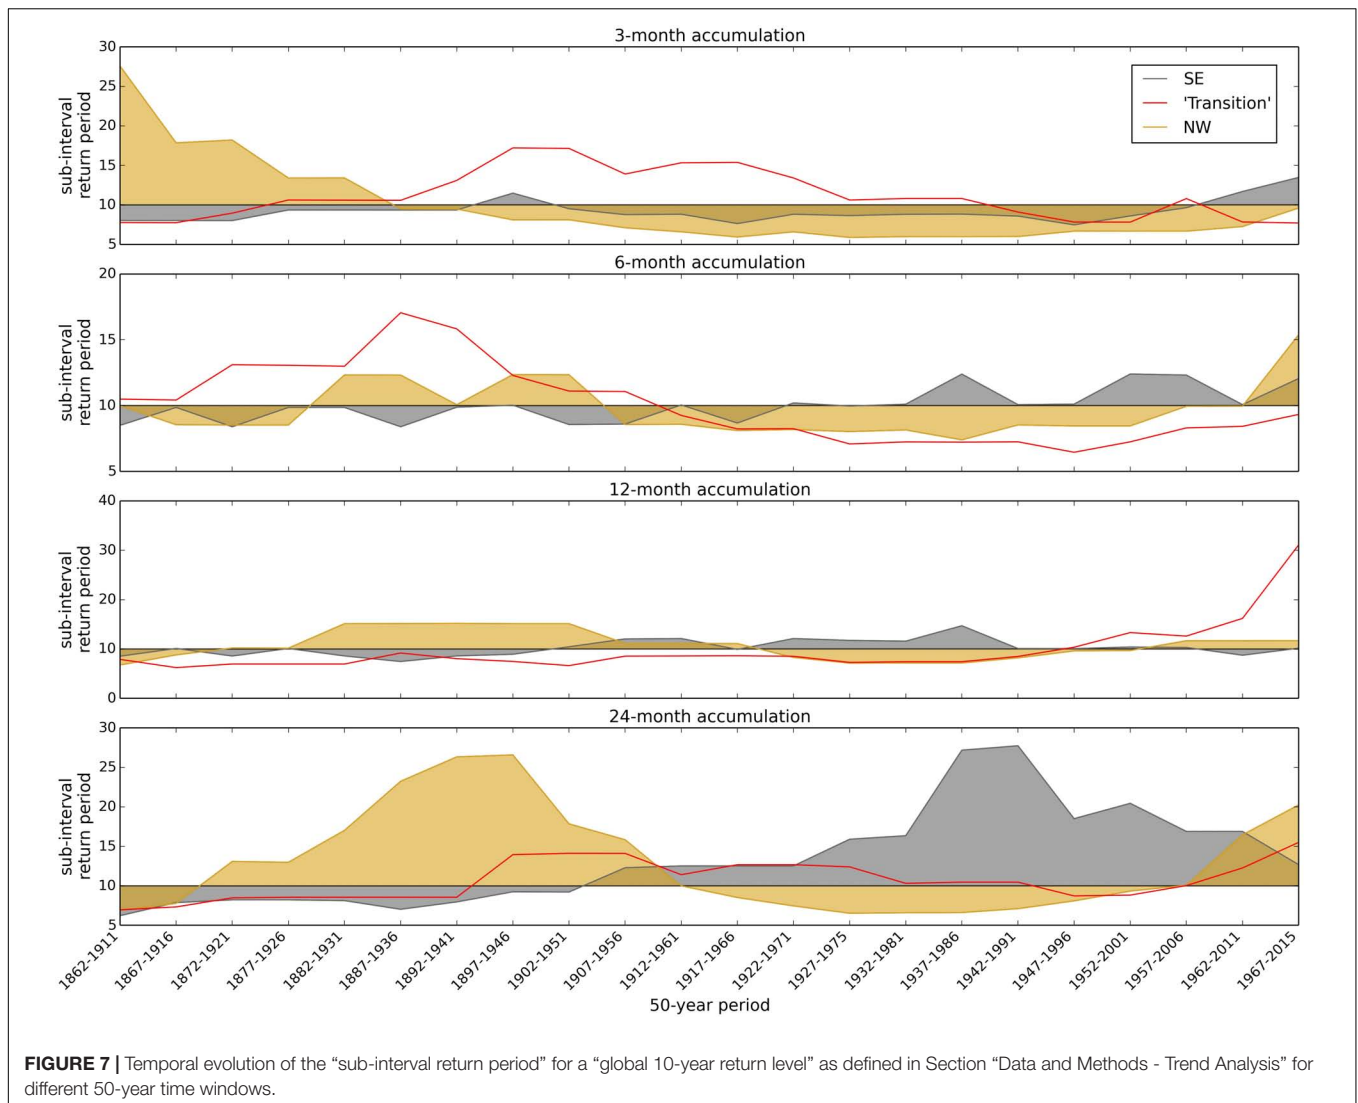 3-month accumulation
30
25
20
15
10
5
sub-interval
return period
SE
'Transition'
NW
6-month accumulation
20
15
10
5
sub-interval
return period
12-month accumulation
40
30
20
10
0
sub-interval
return period
24-month accumulation
30
25
20
15
10
5
sub-interval
return period
1862-1911
1867-1916
1872-1921
1877-1926
1882-1931
1887-1936
1892-1941
1897-1946
1902-1951
1907-1956
1912-1961
1917-1966
1922-1971
1927-1975
1932-1981
1937-1986
1942-1991
1947-1996
1952-2001
1957-2006
1962-2011
1967-2015
50-year period
FIGURE 7 | Temporal evolution of the “sub-interval return period” for a “global 10-year return level” as defined in Section “Data and Methods - Trend Analysis” for
different 50-year time windows.